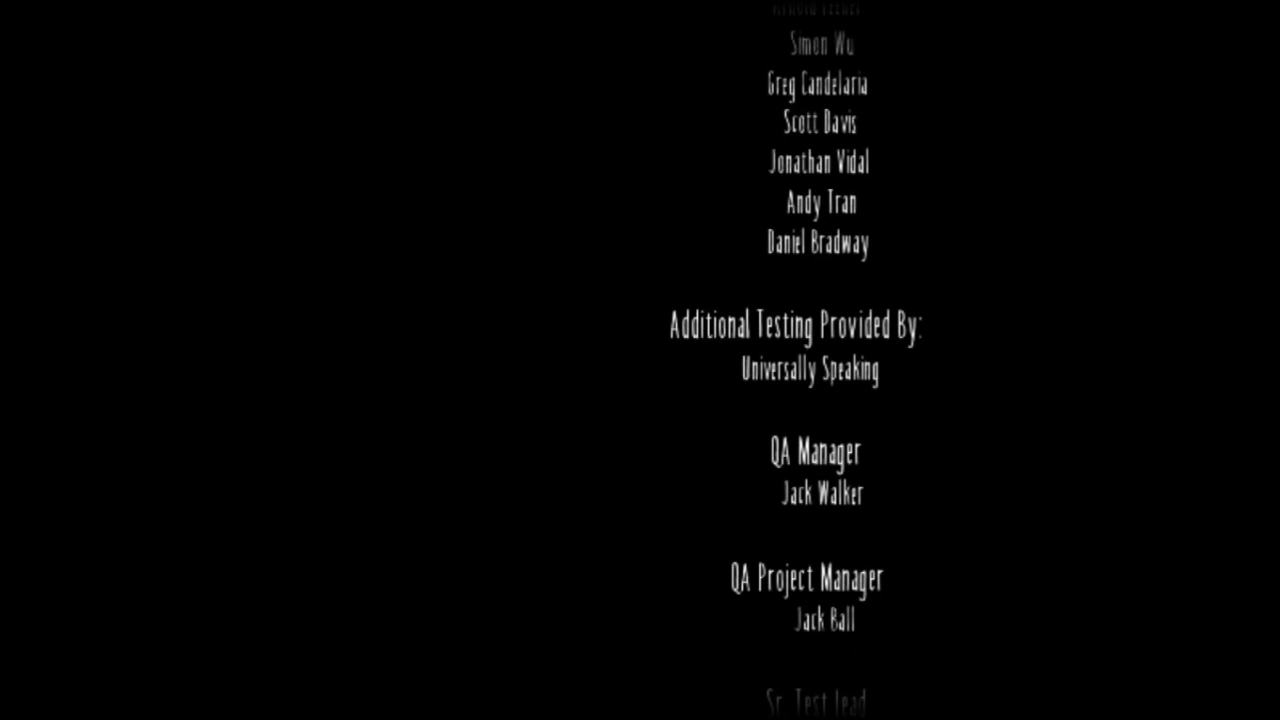 Simon Wu
Greg Candelaria
Scott Davis
Jonathan Vidal
Andy Tran
Daniel Bradway
Additional Testing Provided By:
Universally Speaking
QA Manager
Jack Walker
QA Project Manager
Jack Ball
Sr. Test Lead